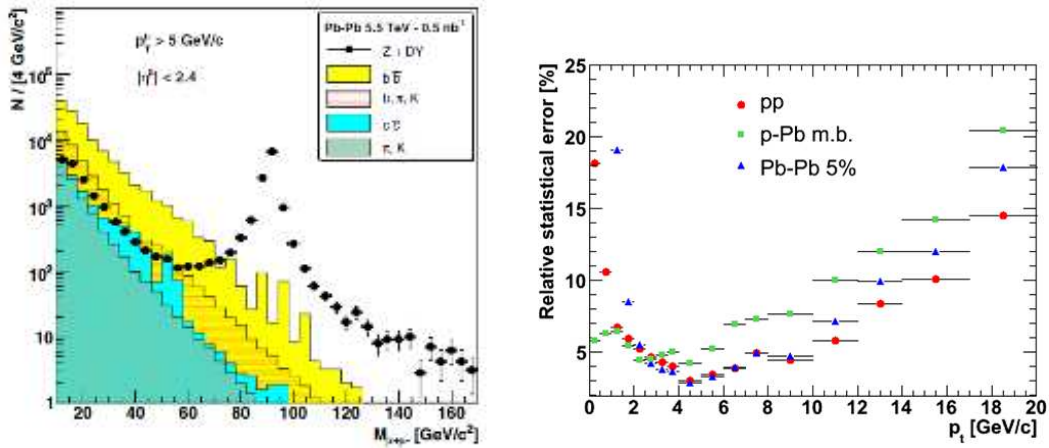 N / [4 GeV/c²]
10⁵
10⁴
10³
10²
10
1
20 40 60 80 100 120 140 160
[GeV/c²]
> 5 GeV/c
| < 2.4
Pb-Pb 5.5 TeV - 0.5 nb⁻¹
DY
π, K
Relative statistical error [%]
25
20
15
10
5
0 2 4 6 8 10 12 14 16 18 20
p_t [GeV/c]
pp
p-Pb m.b.
Pb-Pb 5%